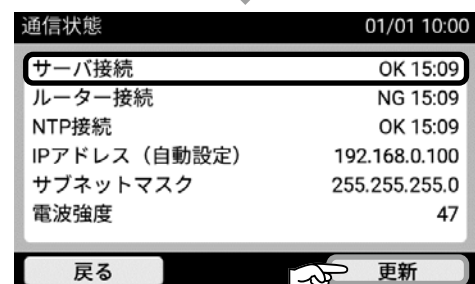 通信状態 01/01 10:00
サーバ接続 OK 15:09
ルーター接続 NG 15:09
NTP接続 OK 15:09
IPアドレス（自動設定） 192.168.0.100
サブネットマスク 255.255.255.0
電波強度 47
戻る 更新